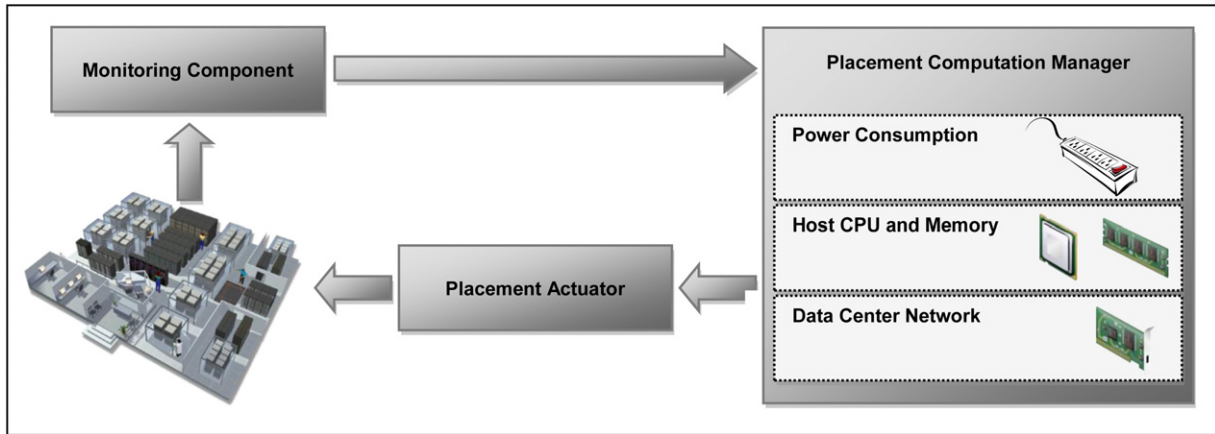 Monitoring Component
Placement Computation Manager
Power Consumption
Host CPU and Memory
Placement Actuator
Data Center Network